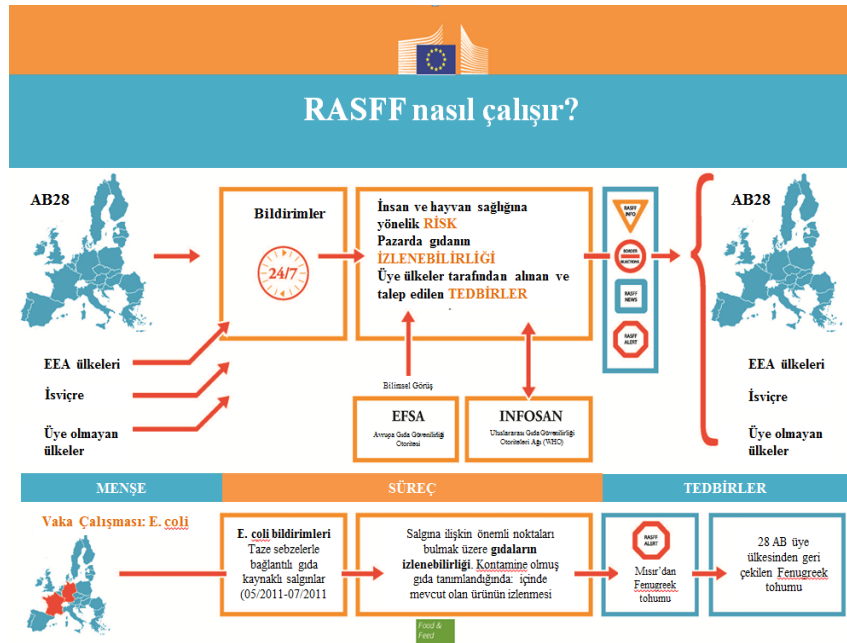 RASFF nasıl çalışır?
AB28
Bildirimler
24/7
İnsan ve hayvan sağlığına
yönelik RİSK
Pazarda gıdanın
İZLENEBİLİRLİĞİ
Üye ülkeler tarafından alınan ve
talep edilen TEDBİRLER
.
RASFF
INFO
BORDER
REJECTIONS
RASFF
NEWS
RASFF
ALERT
AB28
EEA ülkeleri
İsviçre
Üye olmayan
ülkeler
Bilimsel Görüş
EFSA
Avrupa Gıda Güvenilirliği
Otoritesi
INFOSAN
Uluslararası Gıda Güvenilirliği
Otoriteleri Ağı (WHO)
EEA ülkeleri
İsviçre
Üye olmayan
ülkeler
MENŞE
SÜREÇ
TEDBİRLER
Vaka Çalışması: E. coli
E. coli bildirimleri
Taze sebzelerle
bağlantılı gıda
kaynaklı salgınlar
(05/2011-07/2011
Salgına ilişkin önemli noktaları
bulmak üzere gıdaların
izlenebilirliği. Kontamine olmuş
gıda tanımlandığında: içinde
mevcut olan ürünün izlenmesi
RASFF
ALERT
Mısır’dan
Fenugreek
tohumu
28 AB üye
ülkesinden geri
çekilen Fenugreek
tohumu
Food &
Feed